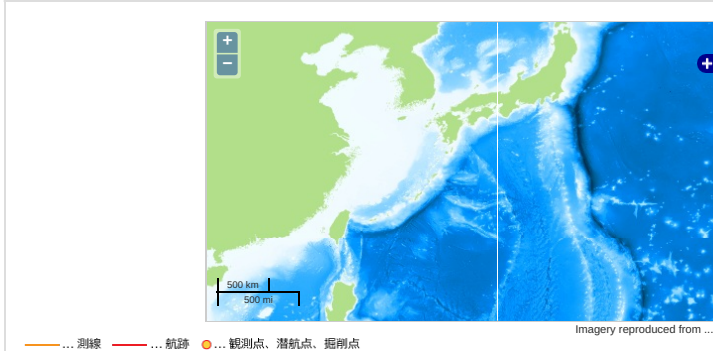 +
−
+
500 km
500 mi
Imagery reproduced from ...
... 測線 ... 航跡 ... 観測点、潜航点、掘削点